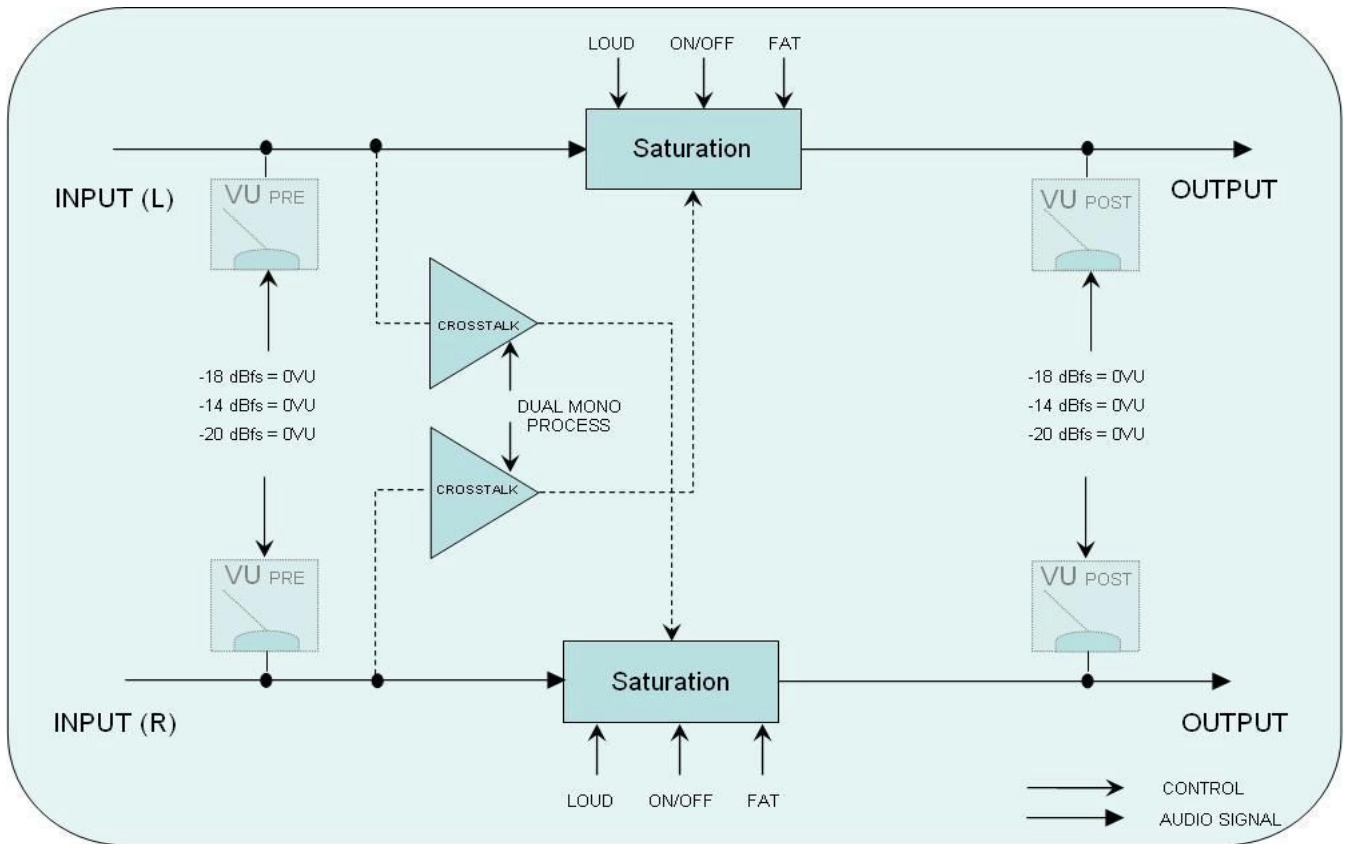 LOUD ON/OFF FAT
Saturation
INPUT (L)
VU PRE
VU POST
OUTPUT
CROSSTALK
-18 dBfs = 0VU
-14 dBfs = 0VU
-20 dBfs = 0VU
DUAL MONO
PROCESS
-18 dBfs = 0VU
-14 dBfs = 0VU
-20 dBfs = 0VU
CROSSTALK
VU PRE
VU POST
Saturation
INPUT (R)
OUTPUT
LOUD ON/OFF FAT
CONTROL
AUDIO SIGNAL